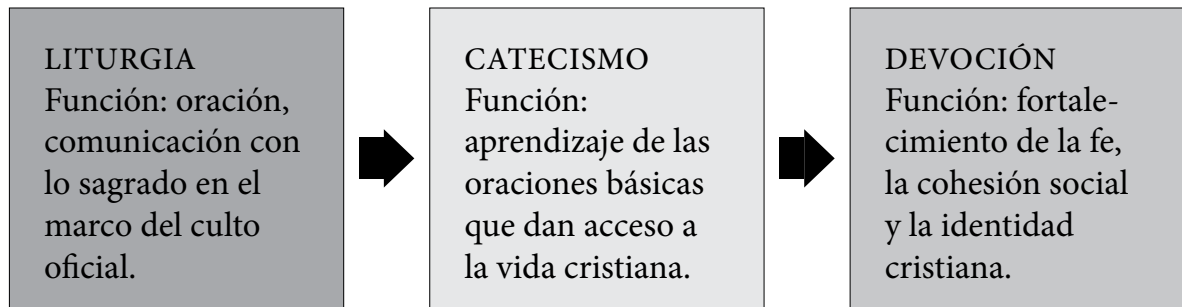 LITURGIA
Función: oración,
comunicación con
lo sagrado en el
marco del culto
oficial.
CATECISMO
Función:
aprendizaje de las
oraciones básicas
que dan acceso a
la vida cristiana.
DEVOCIÓN
Función: fortale-
cimiento de la fe,
la cohesión social
y la identidad
cristiana.